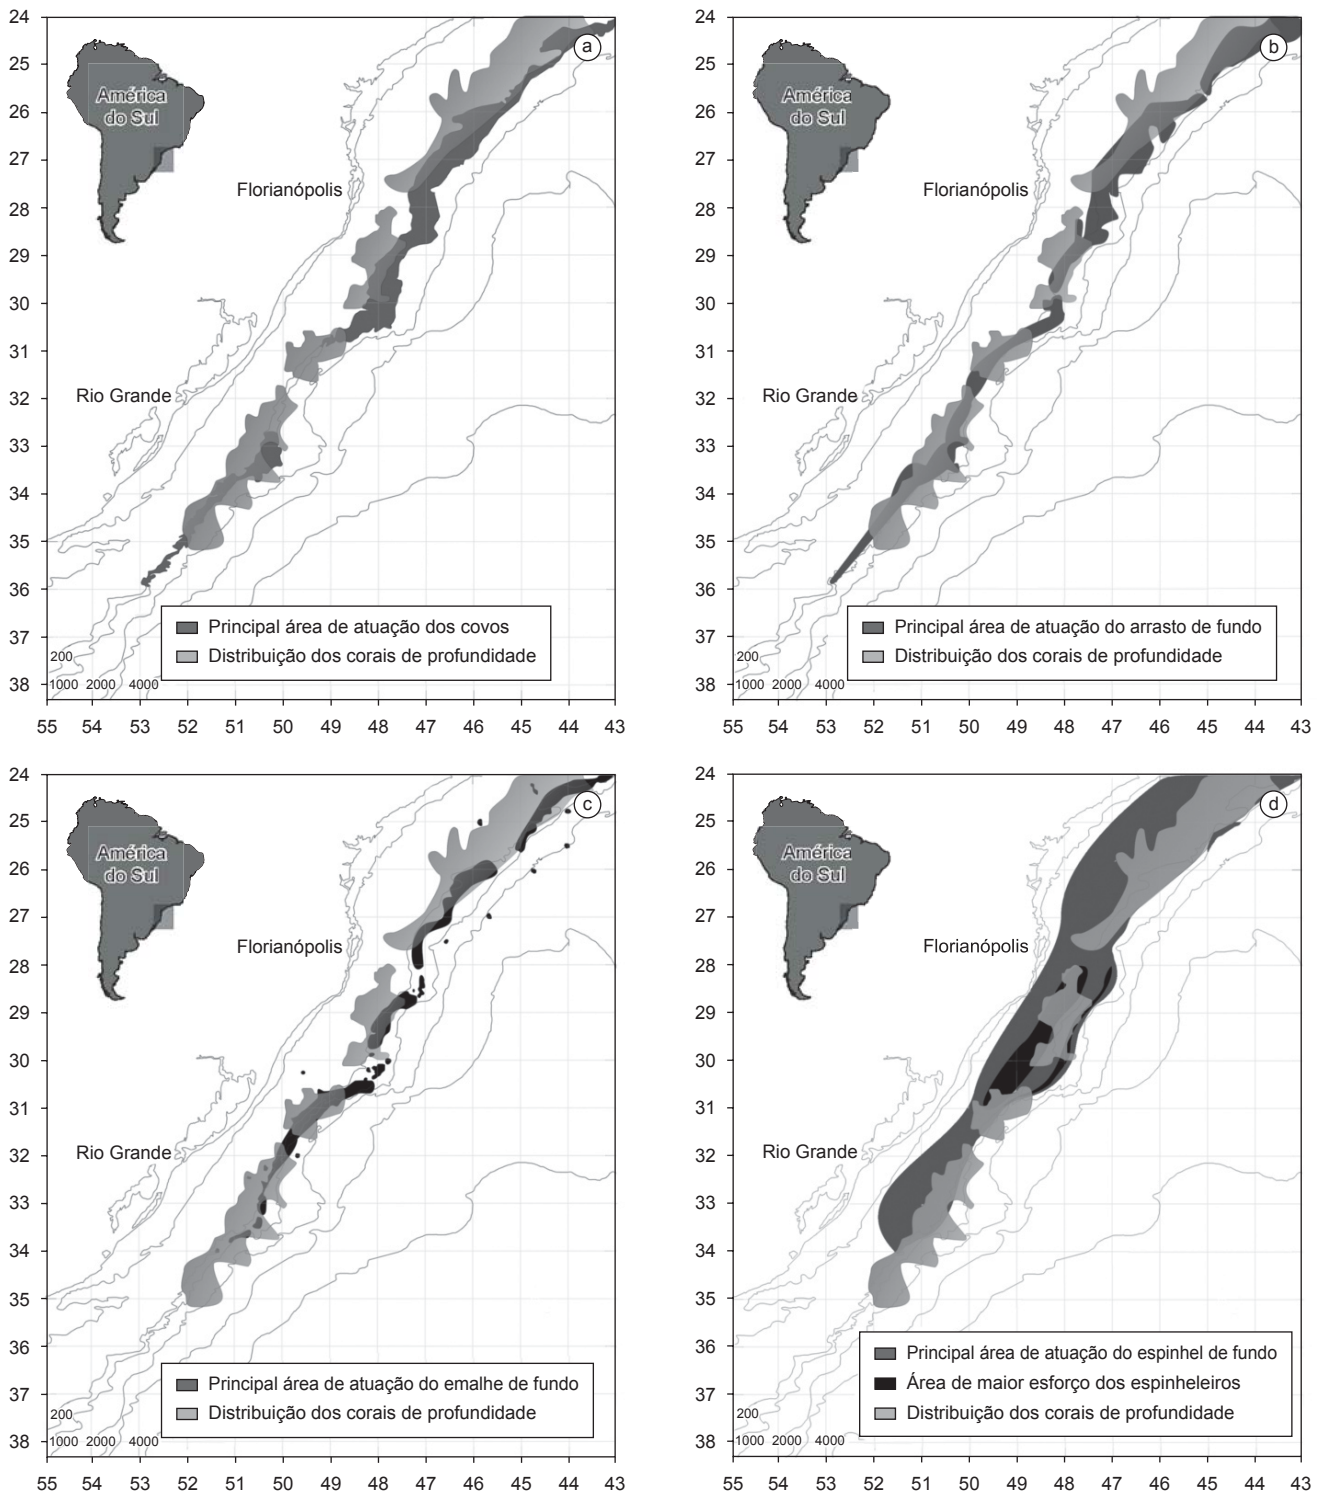 24
25
26
27
28
29
30
31
32
33
34
35
36
37
38
a
América
do Sul
Florianópolis
Rio Grande
Principal área de atuação dos covos
Distribuição dos corais de profundidade
200
1000 2000 4000
55 54 53 52 51 50 49 48 47 46 45 44 43
24
25
26
27
28
29
30
31
32
33
34
35
36
37
38
b
América
do Sul
Florianópolis
Rio Grande
Principal área de atuação do arrasto de fundo
Distribuição dos corais de profundidade
200
1000 2000 4000
55 54 53 52 51 50 49 48 47 46 45 44 43
24
25
26
27
28
29
30
31
32
33
34
35
36
37
38
c
América
do Sul
Florianópolis
Rio Grande
Principal área de atuação do emalhe de fundo
Distribuição dos corais de profundidade
200
1000 2000 4000
55 54 53 52 51 50 49 48 47 46 45 44 43
24
25
26
27
28
29
30
31
32
33
34
35
36
37
38
d
América
do Sul
Florianópolis
Rio Grande
Principal área de atuação do espinhel de fundo
Área de maior esforço dos espinheleiros
Distribuição dos corais de profundidade
200
1000 2000 4000
55 54 53 52 51 50 49 48 47 46 45 44 43